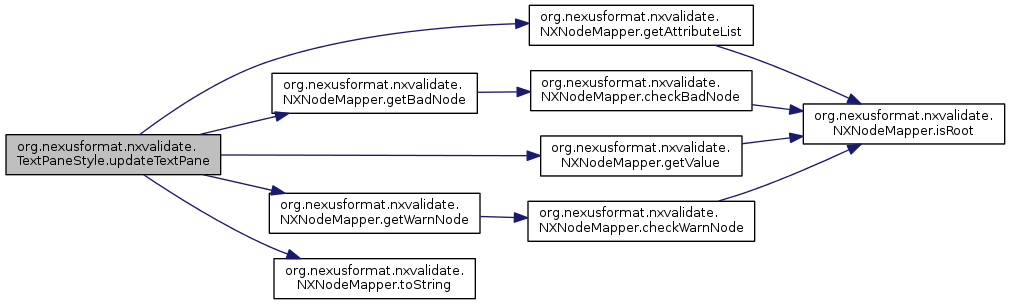 org.nexusformat.nxvalidate.
TextPaneStyle.updateTextPane
org.nexusformat.nxvalidate.
NXNodeMapper.getAttributeList
org.nexusformat.nxvalidate.
NXNodeMapper.getBadNode
org.nexusformat.nxvalidate.
NXNodeMapper.checkBadNode
org.nexusformat.nxvalidate.
NXNodeMapper.isRoot
org.nexusformat.nxvalidate.
NXNodeMapper.getValue
org.nexusformat.nxvalidate.
NXNodeMapper.getWarnNode
org.nexusformat.nxvalidate.
NXNodeMapper.checkWarnNode
org.nexusformat.nxvalidate.
NXNodeMapper.toString